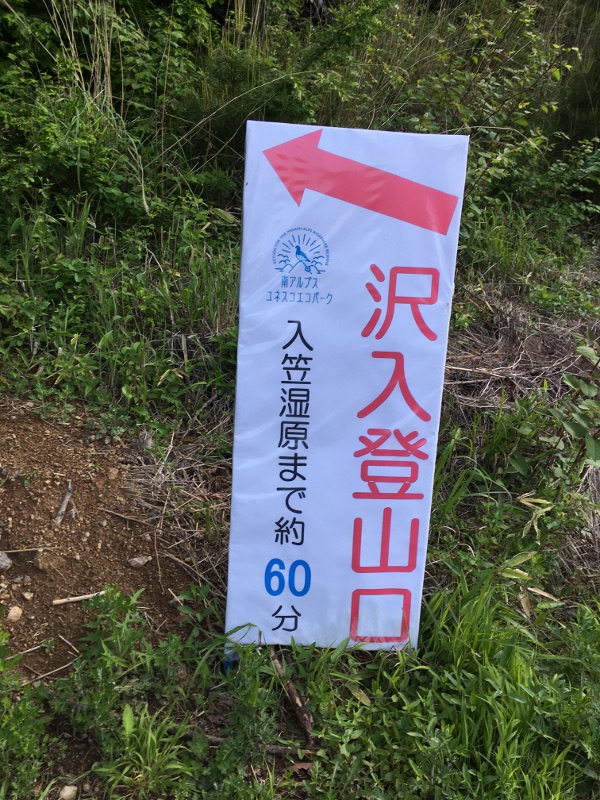 沢入登山口
南アルプス
ユネスコエコパーク
入笠湿原まで約
60
分